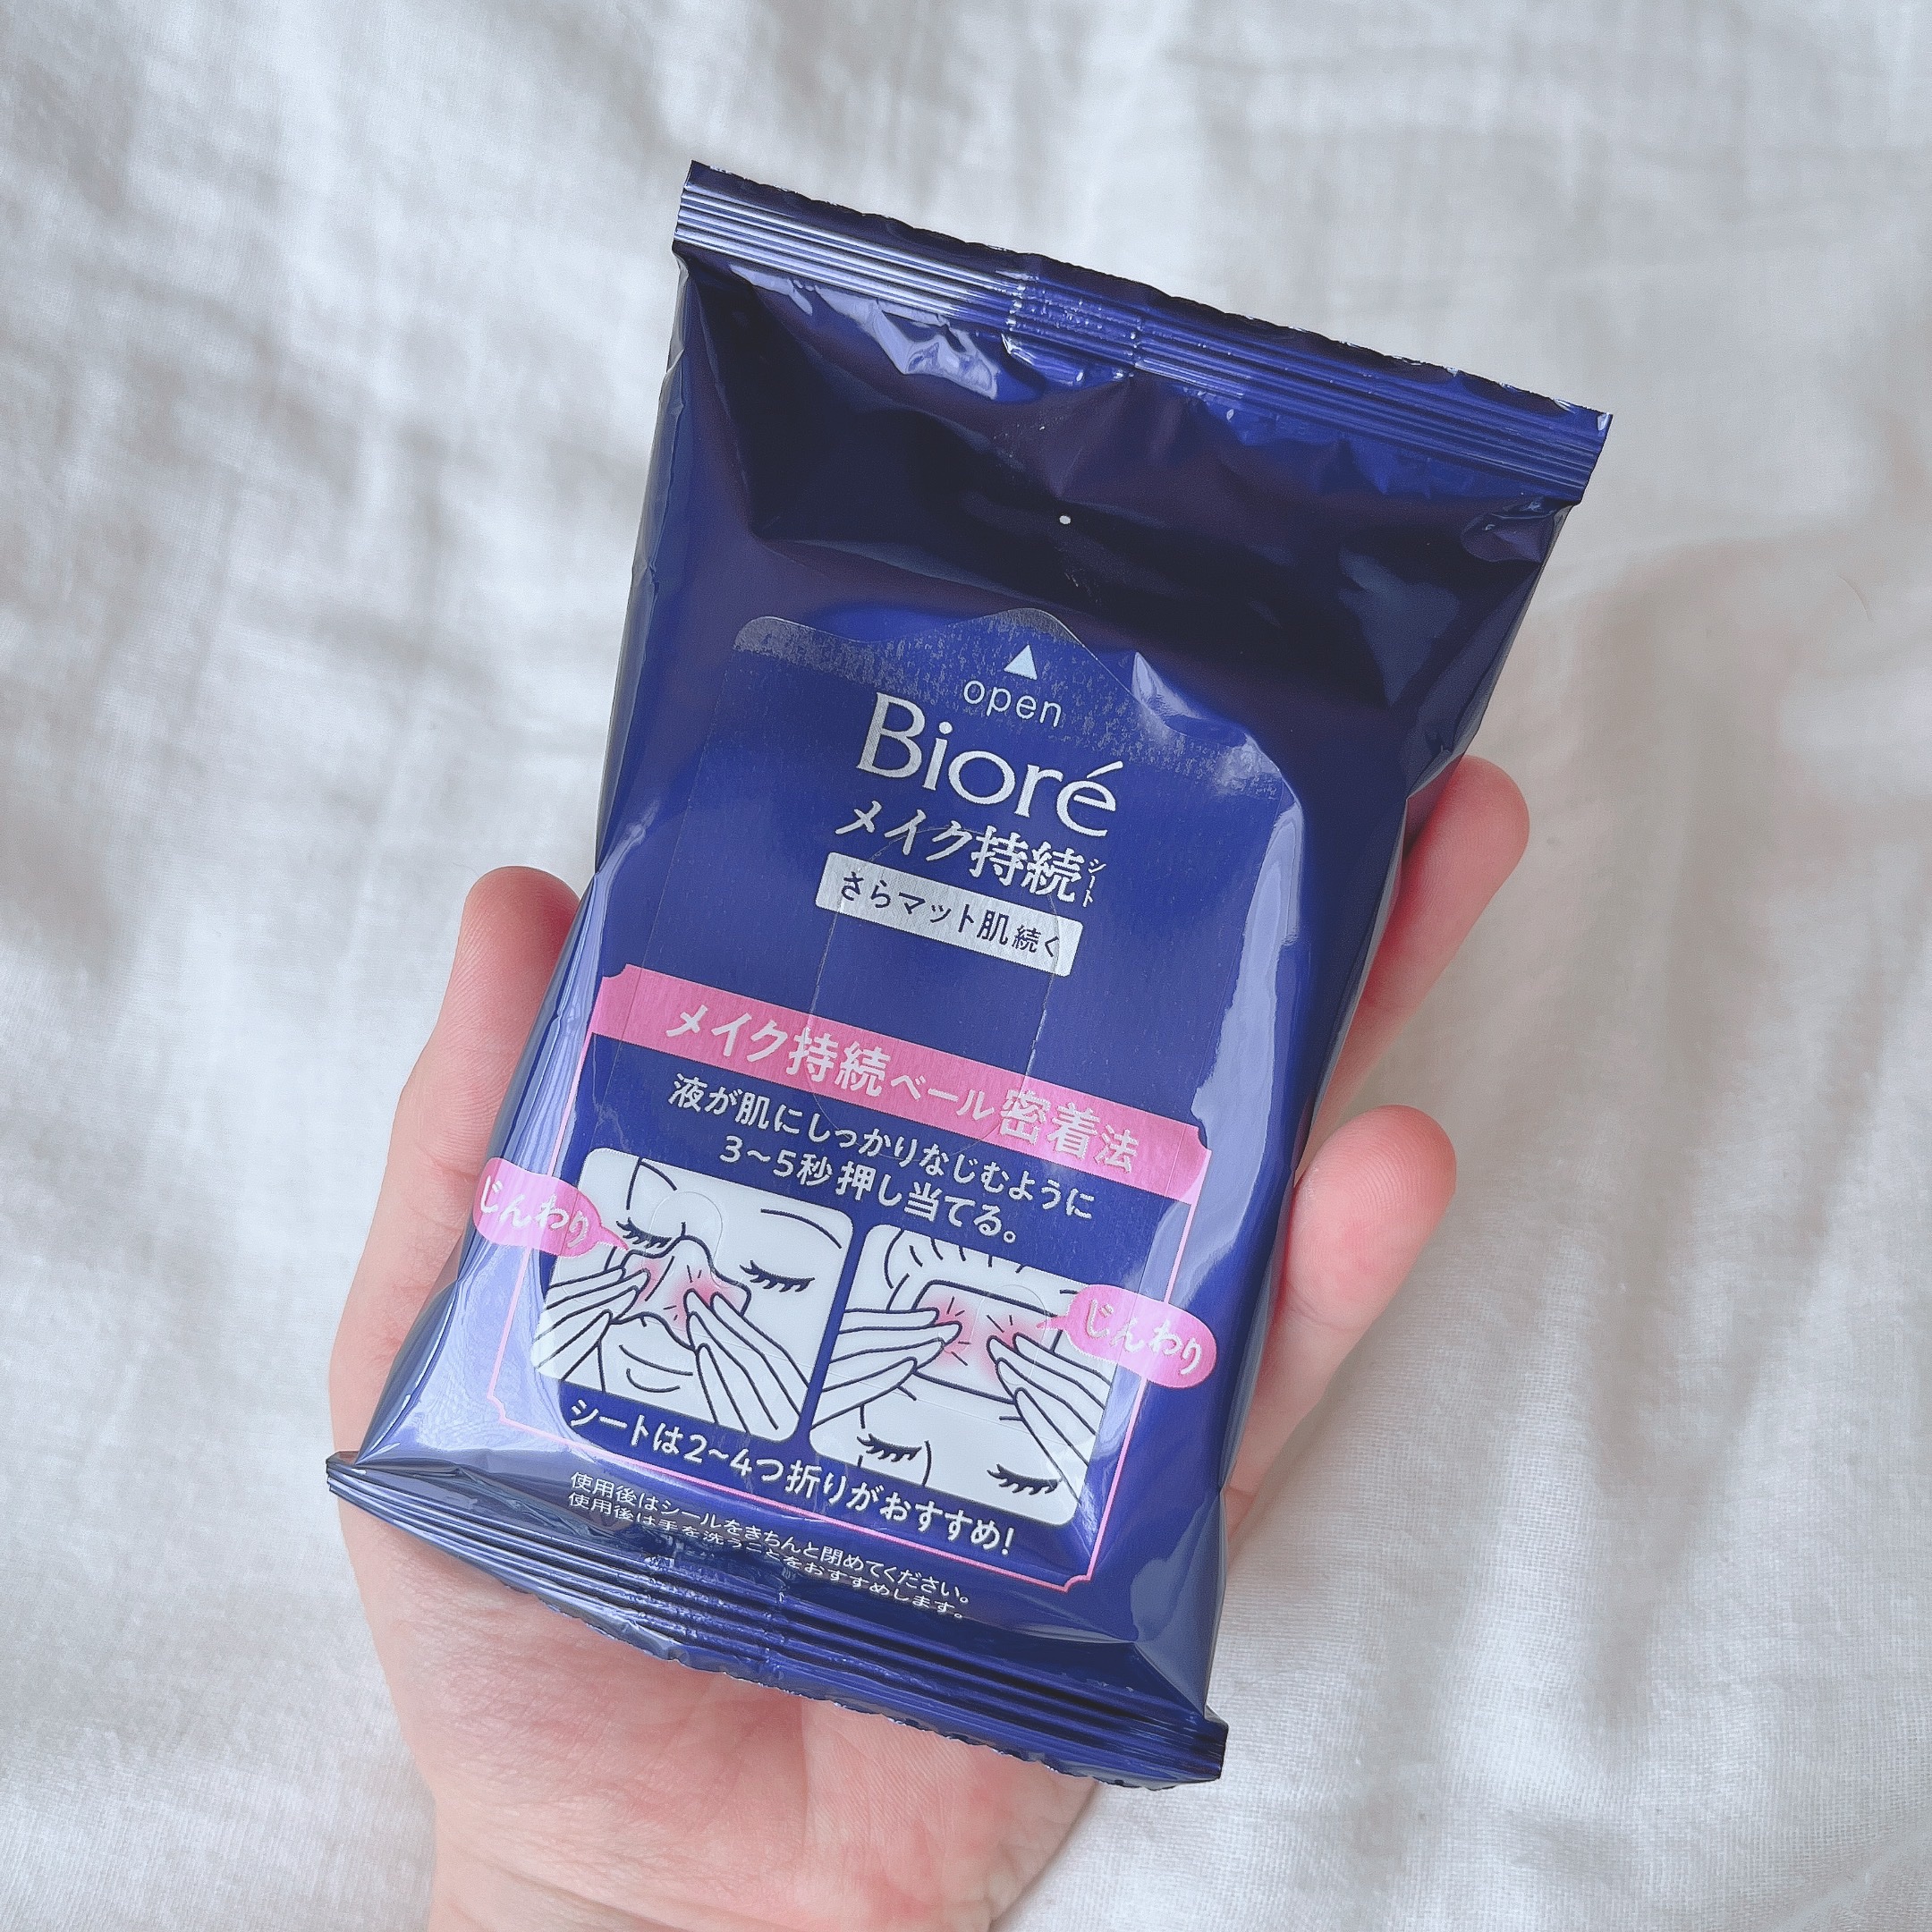 open
Bioré
メイク持続シート
さらマット肌続く
メイク持続ベール密着法
液が肌にしっかりなじむように
3~5秒押し当てる。
じんわり
じんわり
シートは2~4つ折りがおすすめ!
使用後はシールをきちんと閉めてください。
使用後は手を洗うことをおすすめします。